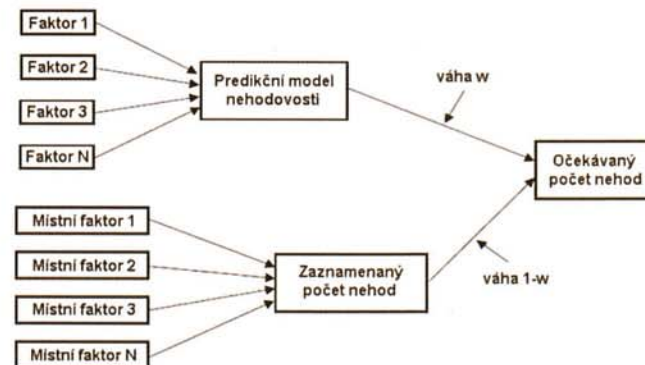 Faktor 1
Faktor 2
Faktor 3
Faktor N
Predikční model
nehodovosti
váha w
Očekávaný
počet nehod
Místní faktor 1
Místní faktor 2
Místní faktor 3
Místní faktor N
Zaznamenaný
počet nehod
váha 1-w